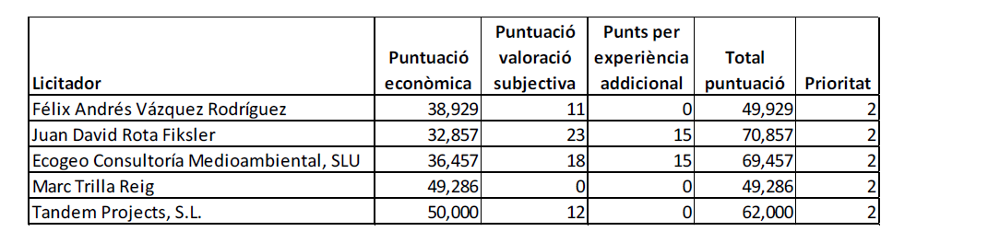 Licitador Puntuació econòmica Puntuació valoració subjectiva Punts per experiència addicional Total puntuació Prioritat
Félix Andrés Vázquez Rodríguez 38,929 11 0 49,929 2
Juan David Rota Fiksler 32,857 23 15 70,857 2
Ecogeo Consultoría Medioambiental, SLU 36,457 18 15 69,457 2
Marc Trilla Reig 49,286 0 0 49,286 2
Tandem Projects, S.L. 50,000 12 0 62,000 2